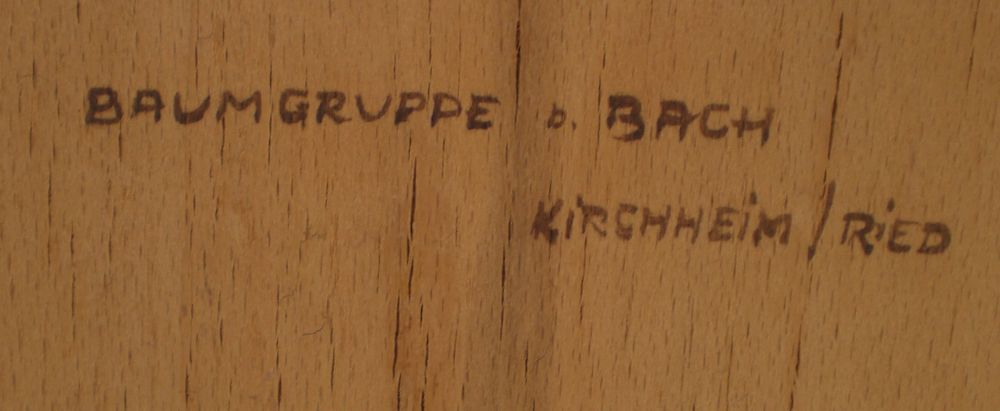 BAUMGRUPPE b. BACH
KiRCHHEiM / RiED